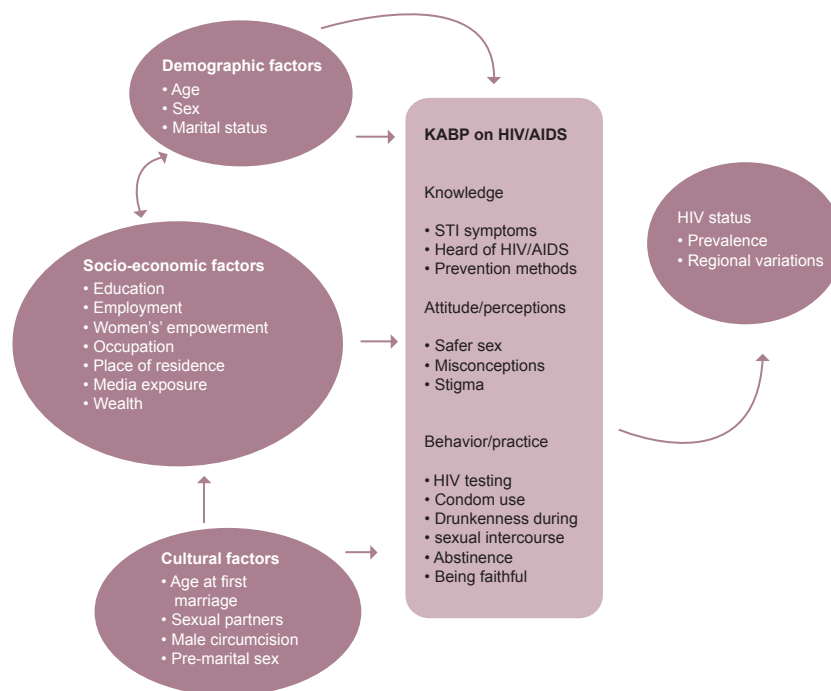 Demographic factors
• Age
• Sex
• Marital status
Socio-economic factors
• Education
• Employment
• Women's' empowerment
• Occupation
• Place of residence
• Media exposure
• Wealth
Cultural factors
• Age at first
marriage
• Sexual partners
• Male circumcision
• Pre-marital sex
KABP on HIV/AIDS
Knowledge
• STI symptoms
• Heard of HIV/AIDS
• Prevention methods
Attitude/perceptions
• Safer sex
• Misconceptions
• Stigma
Behavior/practice
• HIV testing
• Condom use
• Drunkenness during
• sexual intercourse
• Abstinence
• Being faithful
HIV status
• Prevalence
• Regional variations